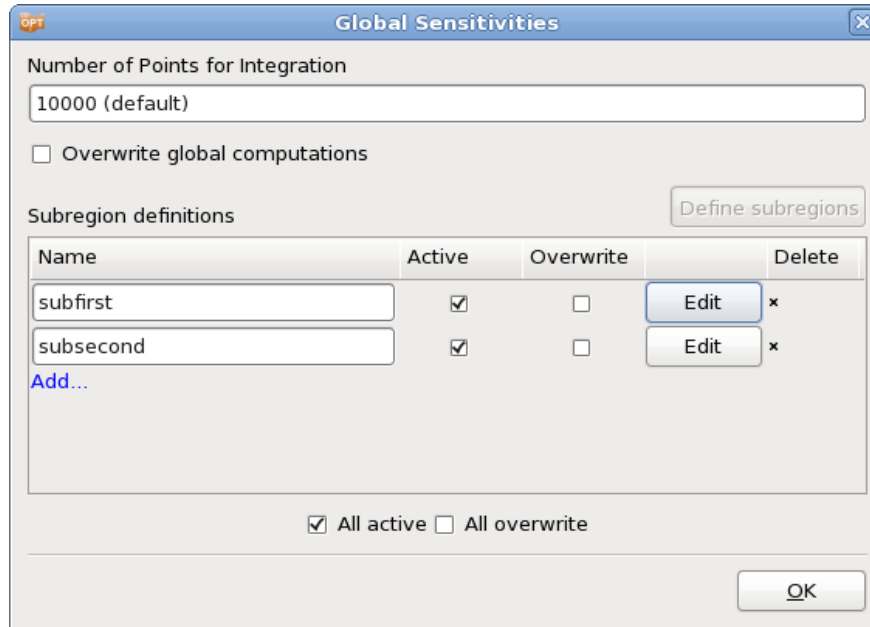 OPT Global Sensitivities
Number of Points for Integration
10000 (default)
Overwrite global computations
Define subregions
Subregion definitions
Name Active Overwrite Delete
subfirst Edit
subsecond Edit
Add...
All active All overwrite
OK